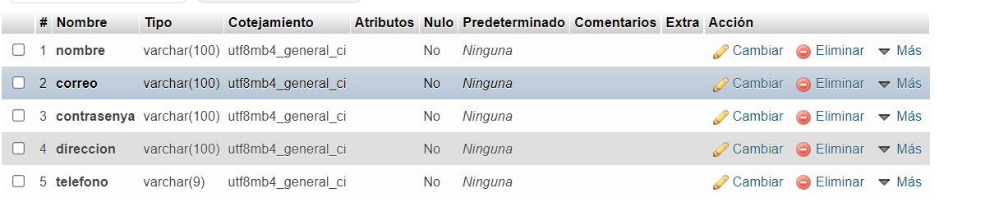 # Nombre Tipo Cotejamiento Atributos Nulo Predeterminado Comentarios Extra Acción
1 nombre varchar(100) utf8mb4_general_ci No Ninguna Cambiar Eliminar Más
2 correo varchar(100) utf8mb4_general_ci No Ninguna Cambiar Eliminar Más
3 contrasenya varchar(100) utf8mb4_general_ci No Ninguna Cambiar Eliminar Más
4 direccion varchar(100) utf8mb4_general_ci No Ninguna Cambiar Eliminar Más
5 telefono varchar(9) utf8mb4_general_ci No Ninguna Cambiar Eliminar Más